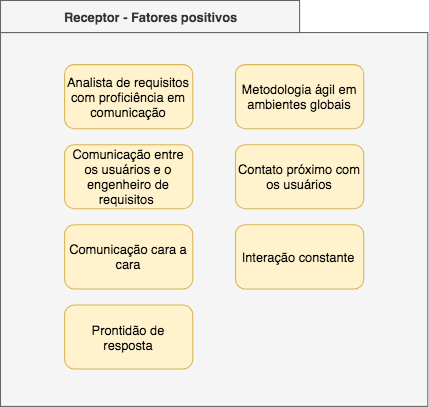 Receptor - Fatores positivos
Analista de requisitos
com proficiência em
comunicação
Metodologia ágil em
ambientes globais
Comunicação entre
os usuários e o
engenheiro de
requisitos
Contato próximo com
os usuários
Comunicação cara a
cara
Interação constante
Prontidão de
resposta